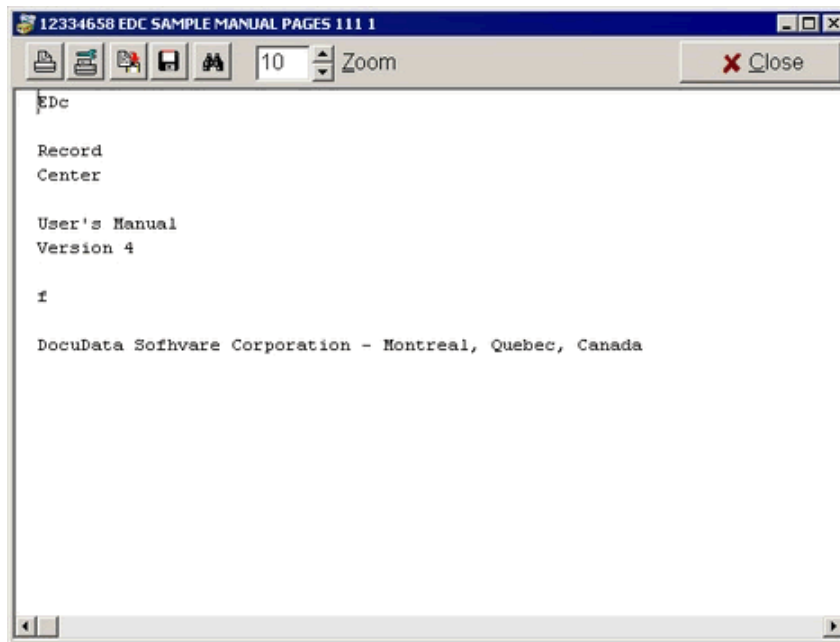 12334658 EDC SAMPLE MANUAL PAGES 111 1
10 Zoom Close
EDc
Record
Center
User's Manual
Version 4
f
DocuData Sofhvare Corporation - Montreal, Quebec, Canada